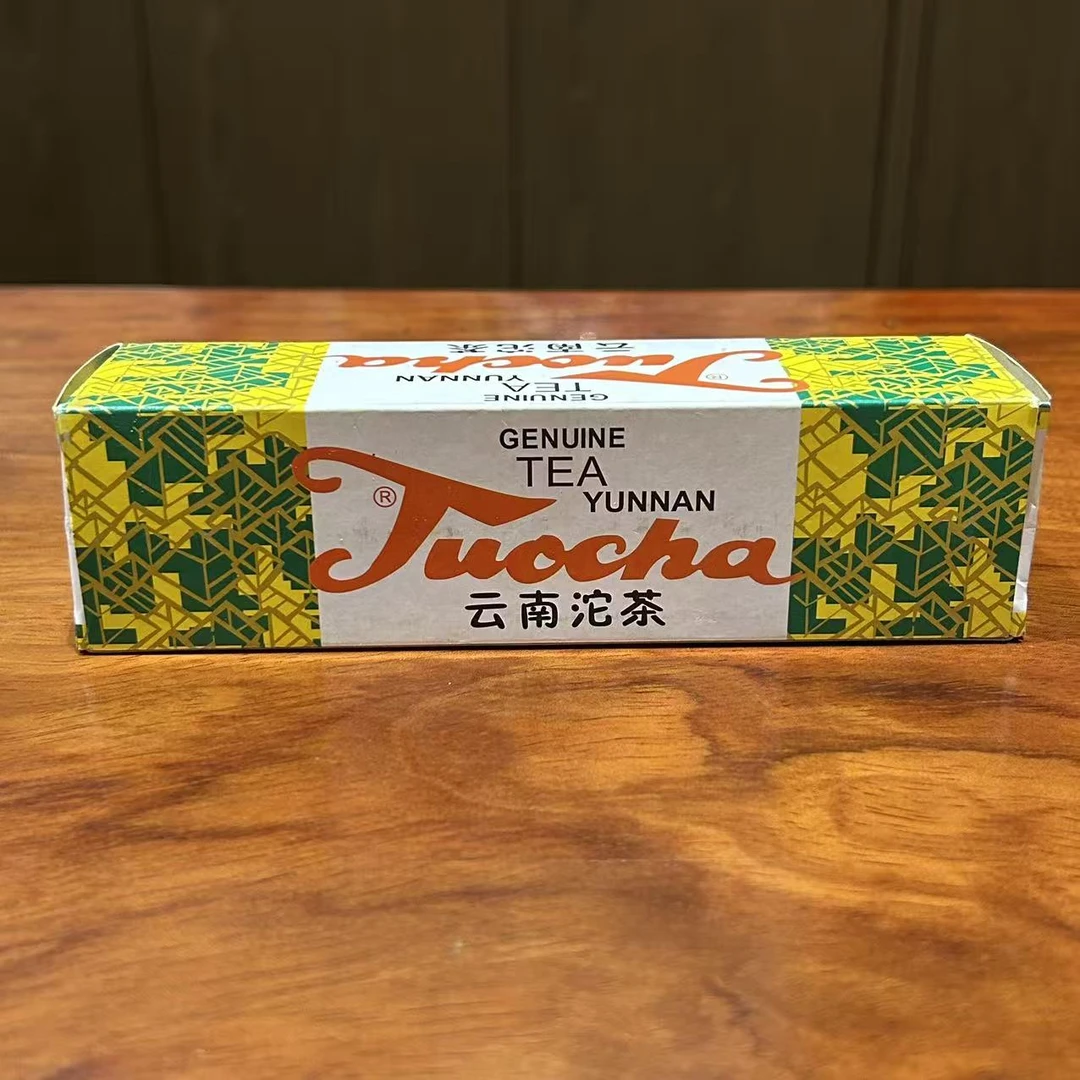 云南沱茶
Tuocha
YUNNAN
TEA
GENUINE
®
GENUINE
TEA
YUNNAN
®
Tuocha
云南沱茶